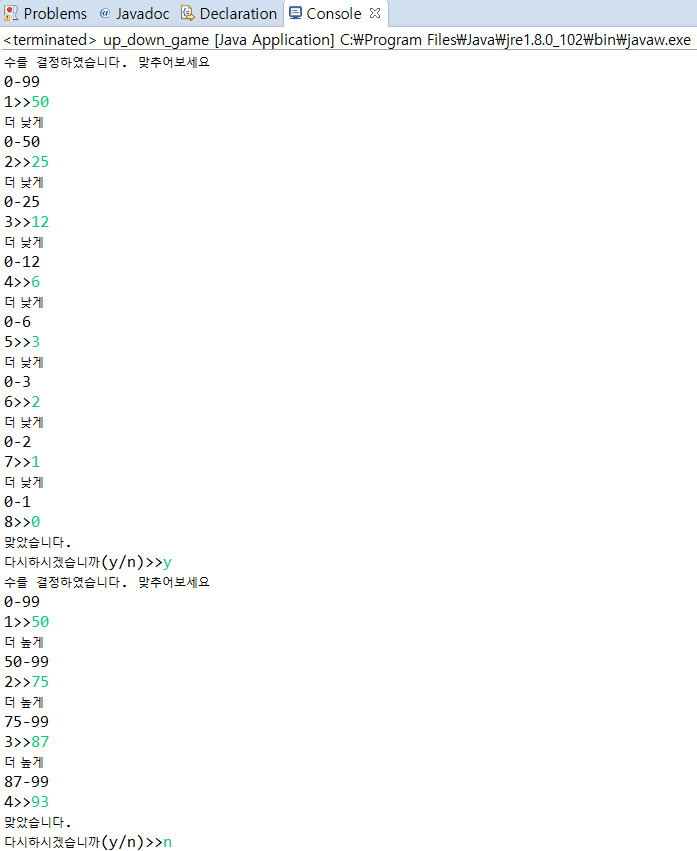 Problems @ Javadoc Declaration Console
<terminated> up_down_game [Java Application] C:₩Program Files₩Java₩jre1.8.0_102₩bin₩javaw.exe
수를 결정하였습니다. 맞추어보세요
0-99
1>>50
더 낮게
0-50
2>>25
더 낮게
0-25
3>>12
더 낮게
0-12
4>>6
더 낮게
0-6
5>>3
더 낮게
0-3
6>>2
더 낮게
0-2
7>>1
더 낮게
0-1
8>>0
맞았습니다.
다시하시겠습니까(y/n)>>y
수를 결정하였습니다. 맞추어보세요
0-99
1>>50
더 높게
50-99
2>>75
더 높게
75-99
3>>87
더 높게
87-99
4>>93
맞았습니다.
다시하시겠습니까(y/n)>>n